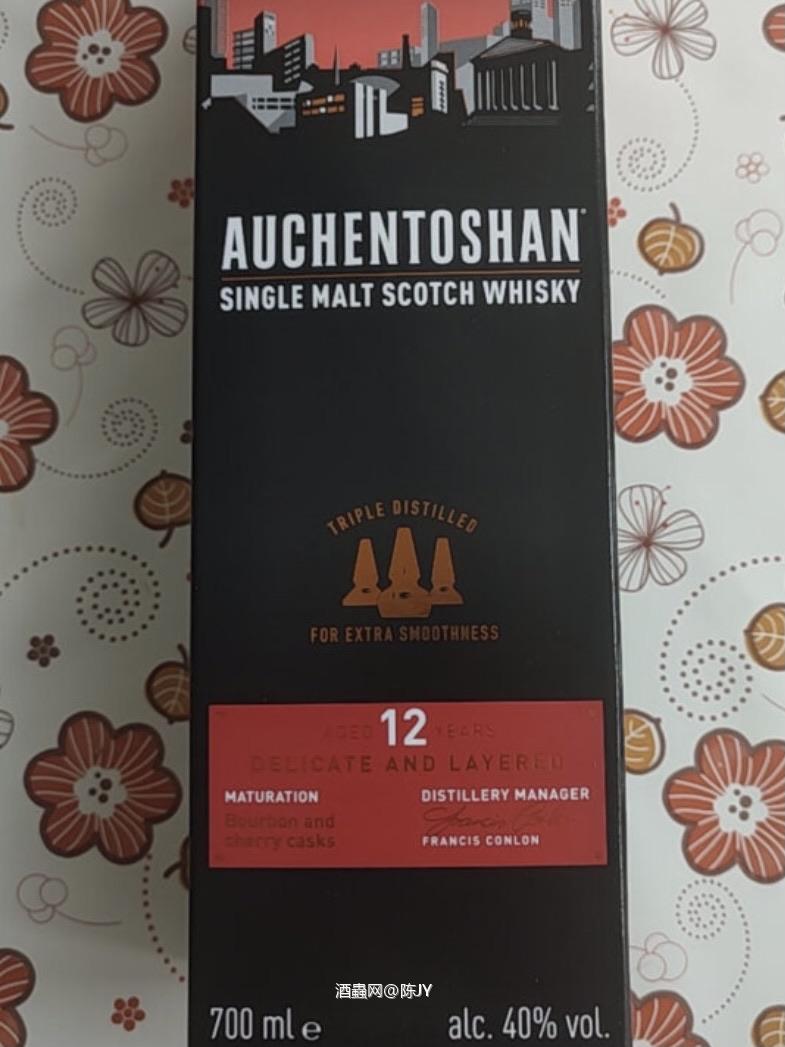 AUCHENTOSHAN
SINGLE MALT SCOTCH WHISKY
TRIPLE DISTILLED
FOR EXTRA SMOOTHNESS
AGED 12 YEARS
DELICATE AND LAYERED
MATURATION
Bourbon and
sherry casks
DISTILLERY MANAGER
FRANCIS CONLON
酒蟲网@陈JY
700 ml e
alc. 40% vol.